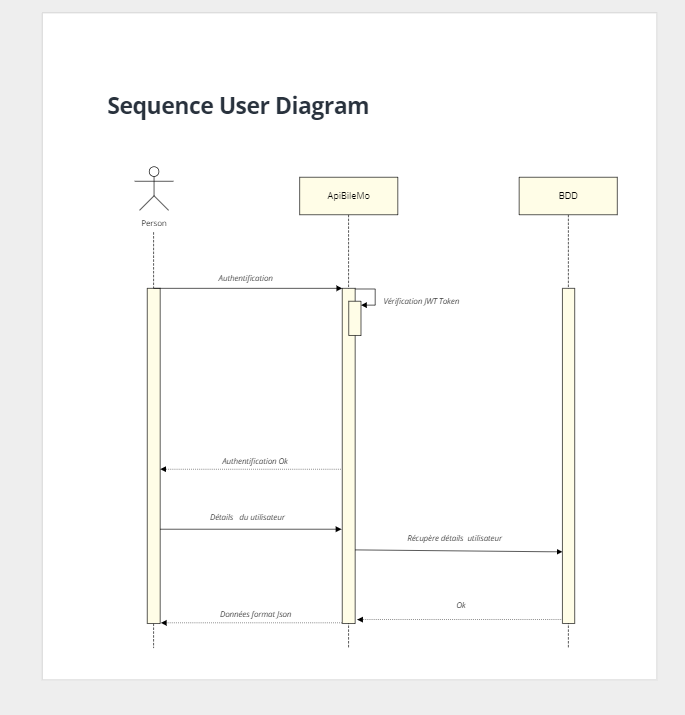 Sequence User Diagram
Person
ApiBileMo
BDD
Authentification
Vérification JWT Token
Authentification Ok
Détails du utilisateur
Récupère détails utilisateur
Ok
Données format Json